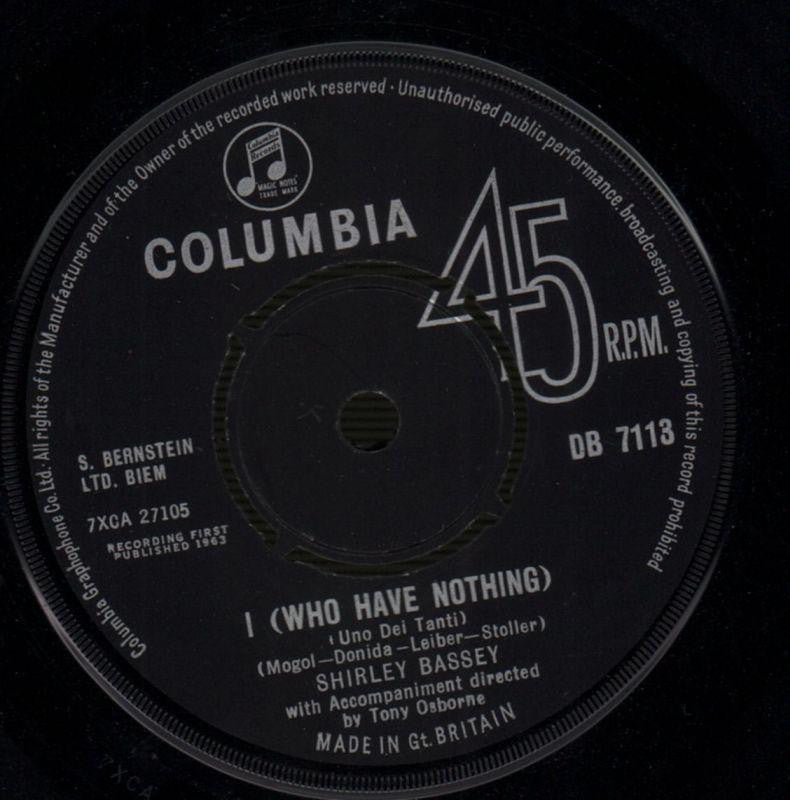 Columbia Graphophone Co. Ltd. · All rights of the Manufacturer and of the Owner of the recorded work reserved · Unauthorised public performance, broadcasting and copying of this record prohibited
Columbia
Records
MAGIC NOTES
TRADE MARK
COLUMBIA
45
R.P.M.
DB 7113
S. BERNSTEIN
LTD. BIEM
7XCA 27105
RECORDING FIRST
PUBLISHED 1963
I (WHO HAVE NOTHING)
(Uno Dei Tanti)
(Mogol—Donida—Leiber—Stoller)
SHIRLEY BASSEY
with Accompaniment directed
by Tony Osborne
MADE IN Gt. BRITAIN
7XCA